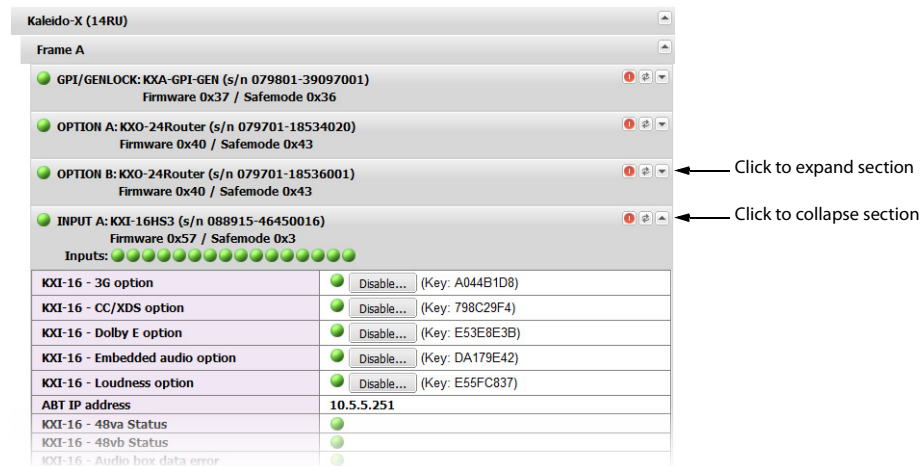 Kaleido-X (14RU)
Frame A
GPI/GENLOCK: KXA-GPI-GEN (s/n 079801-39097001)
Firmware 0x37 / Safemode 0x36
OPTION A: KXO-24Router (s/n 079701-18534020)
Firmware 0x40 / Safemode 0x43
OPTION B: KXO-24Router (s/n 079701-18536001)
Firmware 0x40 / Safemode 0x43
Click to expand section
INPUT A: KXI-16HS3 (s/n 088915-46450016)
Click to collapse section
Firmware 0x57 / Safemode 0x3
Inputs:
KXI-16 - 3G option Disable... (Key: A044B1D8)
KXI-16 - CC/XDS option Disable... (Key: 798C29F4)
KXI-16 - Dolby E option Disable... (Key: E53E8E3B)
KXI-16 - Embedded audio option Disable... (Key: DA179E42)
KXI-16 - Loudness option Disable... (Key: E55FC837)
ABT IP address 10.5.5.251
KXI-16 - 48va Status
KXI-16 - 48vb Status
KXI-16 - Audio box data error